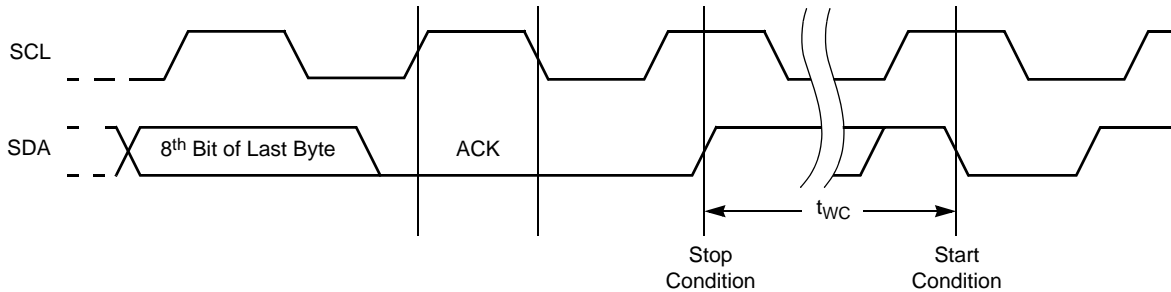 SCL
SDA
8th Bit of Last Byte
ACK
tWC
Stop
Condition
Start
Condition